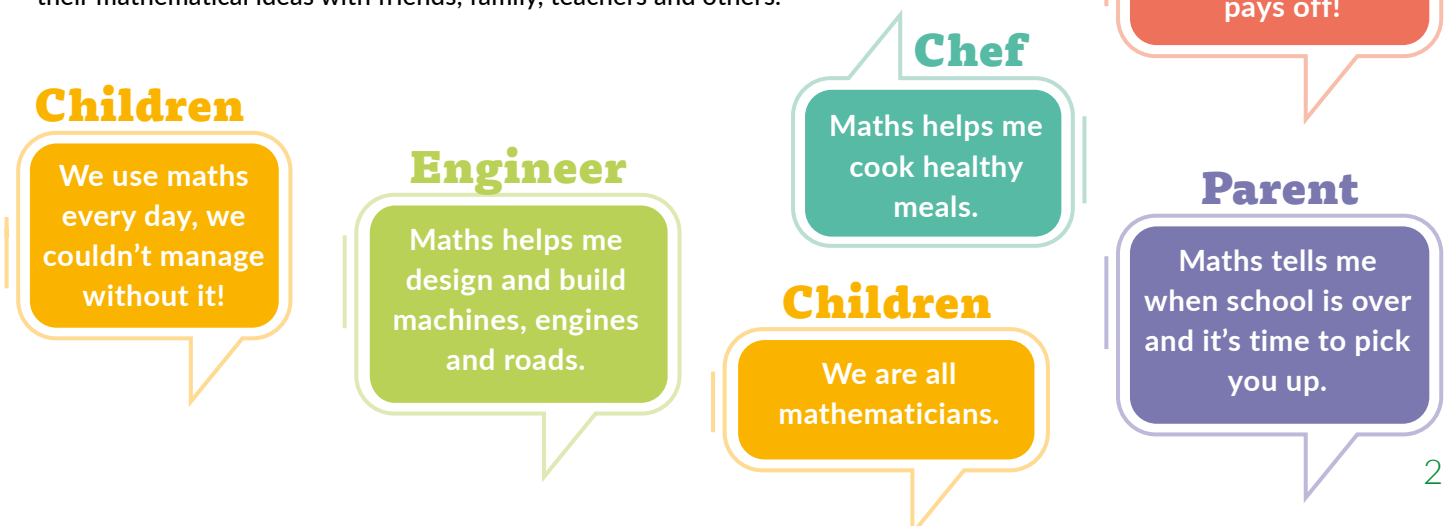 their mathematical ideas with friends, family, teachers and others.
pays off!
Chef
Maths helps me
cook healthy
meals.
Children
We use maths
every day, we
couldn’t manage
without it!
Engineer
Maths helps me
design and build
machines, engines
and roads.
Parent
Maths tells me
when school is over
and it’s time to pick
you up.
Children
We are all
mathematicians.
2